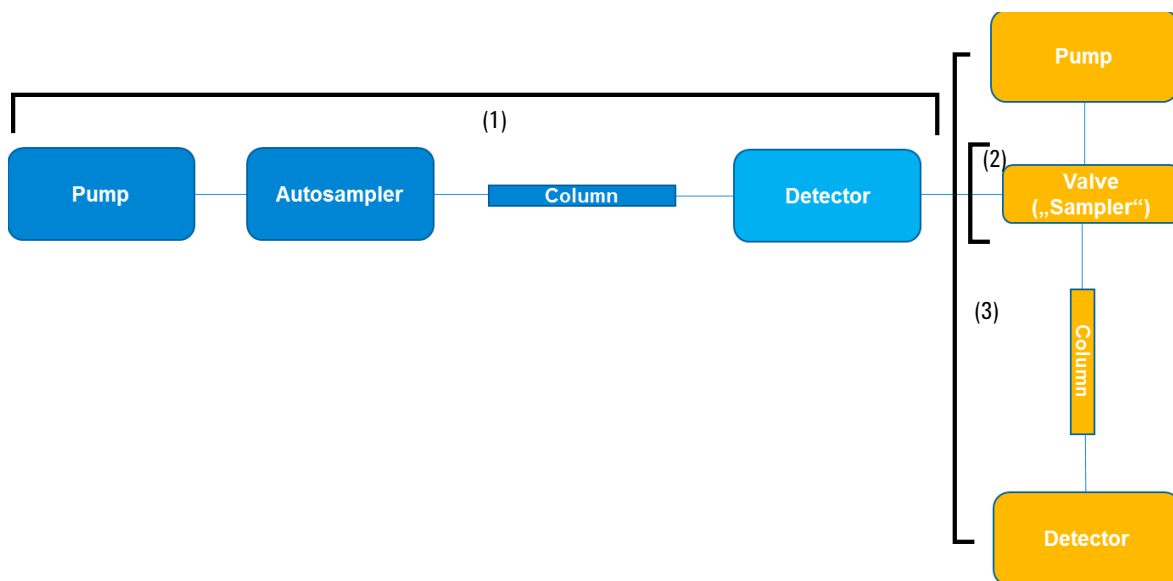 Pump
(1)
(2)
Pump
Autosampler
Column
Detector
Valve
(„Sampler“)
(3)
Column
Detector